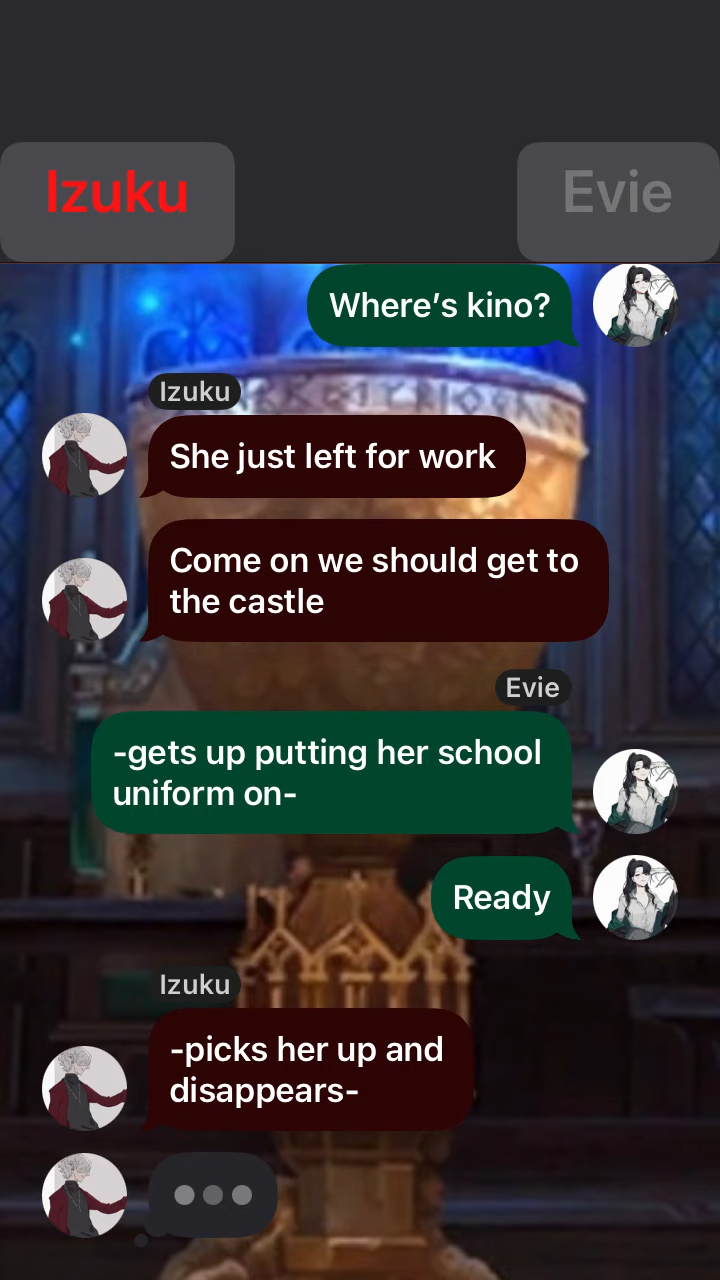 Izuku
Evie
Where’s kino?
Izuku
She just left for work
Come on we should get to
the castle
Evie
-gets up putting her school
uniform on-
Ready
Izuku
-picks her up and
disappears-